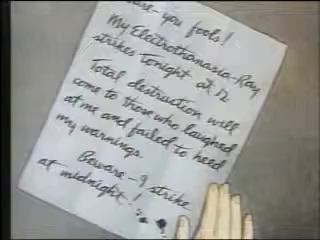 Beware- you fools!
My Electrothanasia-Ray
strikes tonight at 12
Total destruction will
come to those who laughed
at me and failed to heed
my warnings.
Beware- I strike
at midnight!